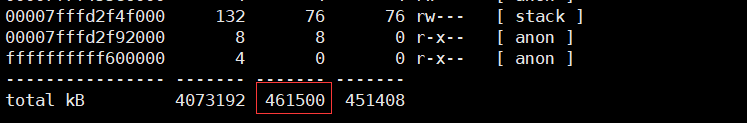 00007fffd2f4f000 132 76 76 rw--- [ stack ]
00007fffd2f92000 8 8 0 r-x-- [ anon ]
ffffffffff600000 4 0 0 r-x-- [ anon ]
---------------- ------- ------- -------
total kB 4073192 461500 451408